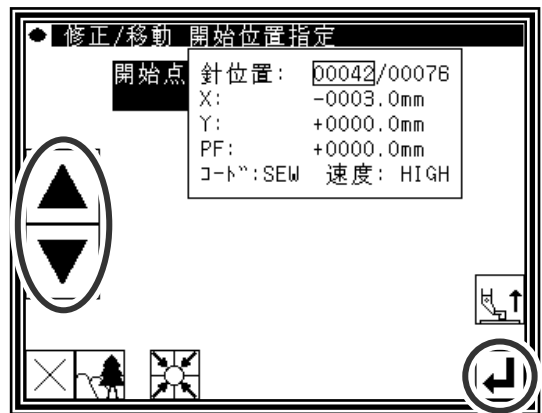 修正/移動 開始位置指定
開始点
針位置: 00042/00076
X: -0003.0mm
Y: +0000.0mm
PF: +0000.0mm
ｺｰﾄﾞ:SEW 速度: HIGH